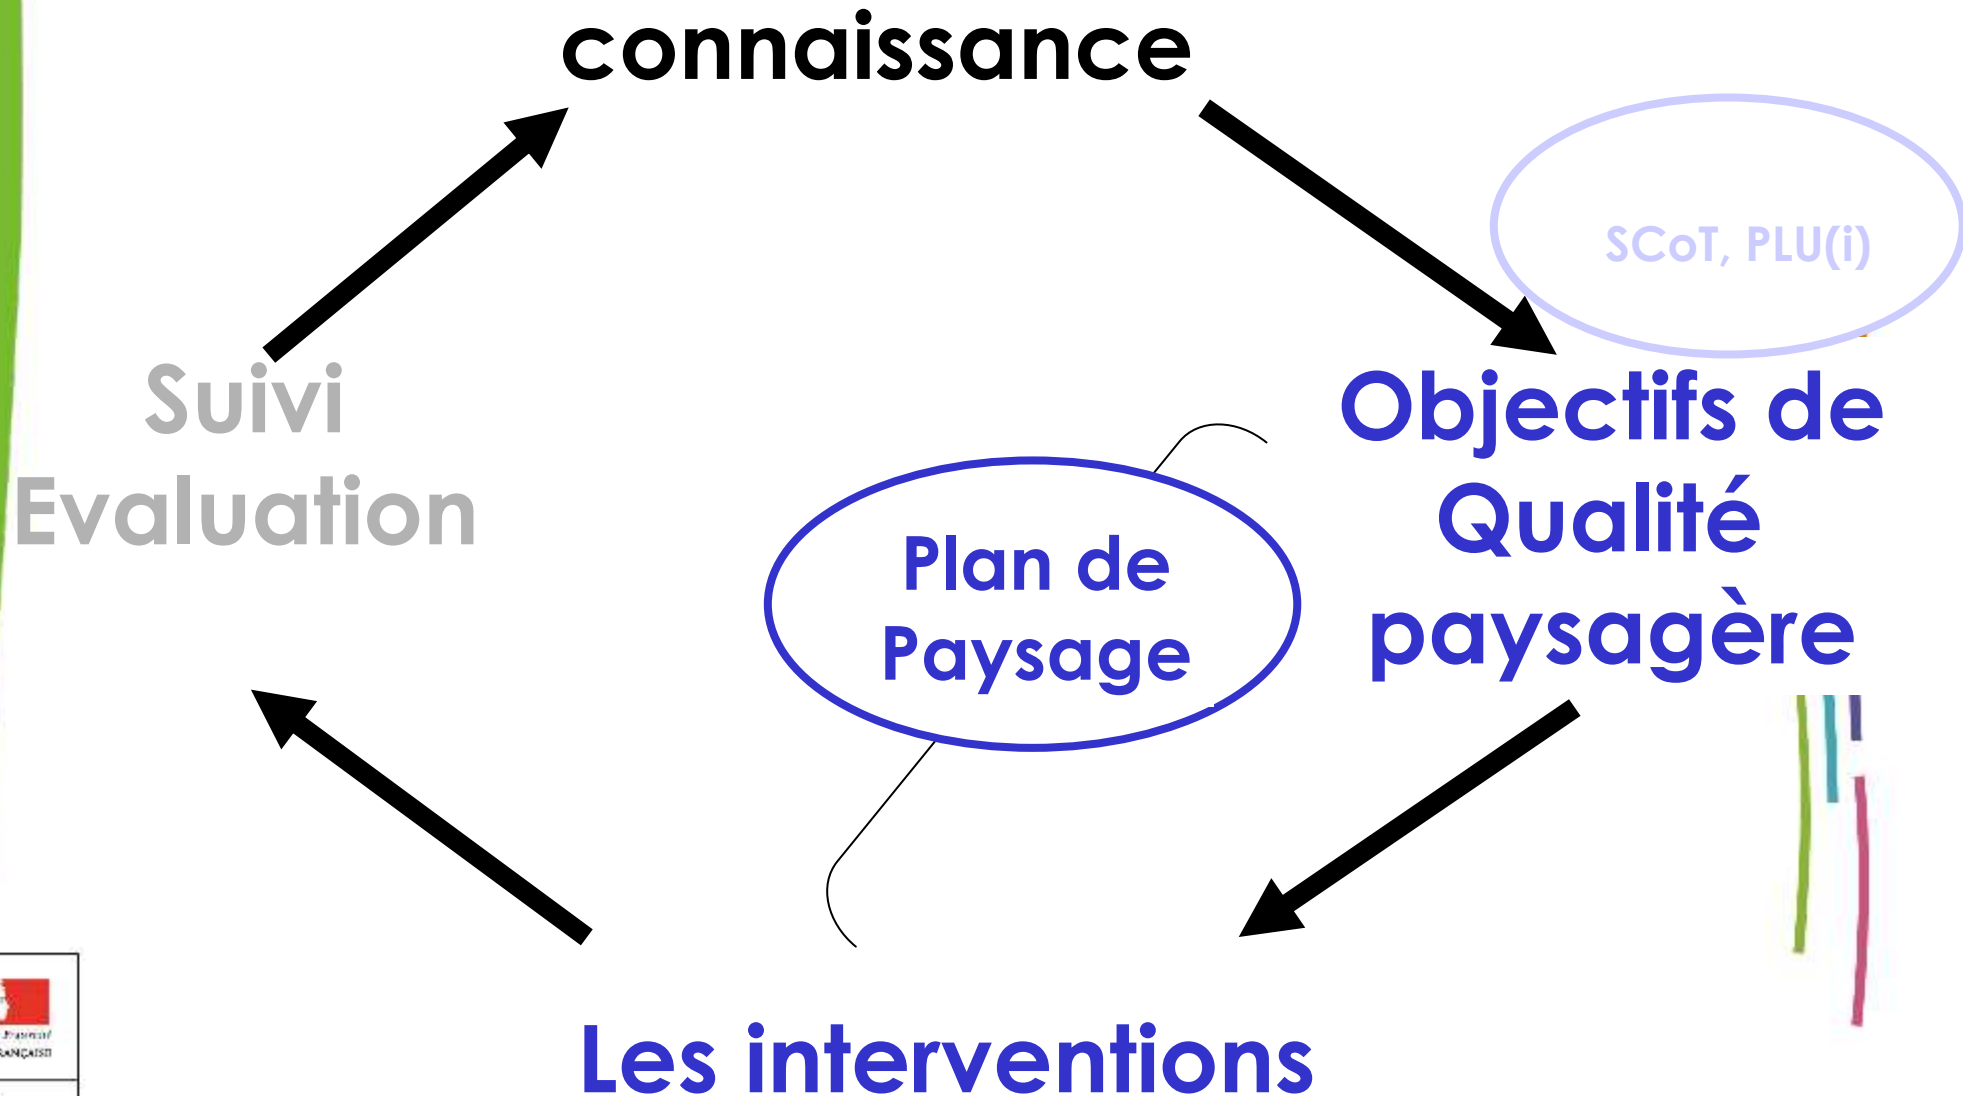 connaissance
SCoT, PLU(i)
Suivi
Evaluation
Objectifs de
Qualité
paysagère
Plan de
Paysage
Les interventions